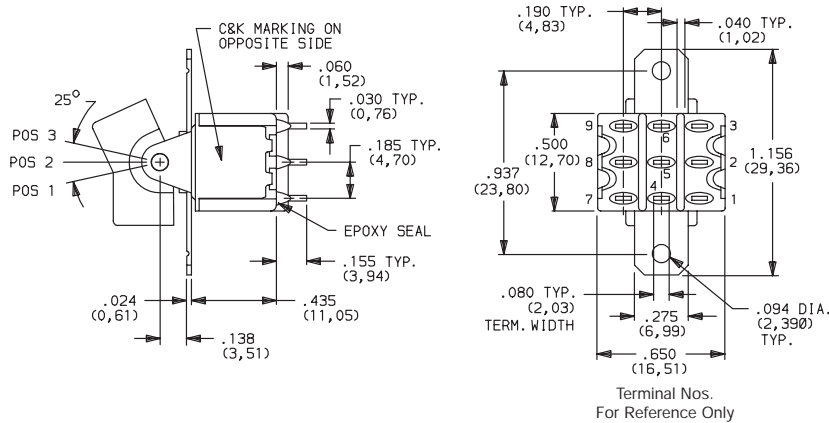 C&K MARKING ON
OPPOSITE SIDE
.060
(1,52)
.030 TYP.
(0,76)
25°
POS 3
POS 2
POS 1
.185 TYP.
(4,70)
EPOXY SEAL
.155 TYP.
(3,94)
.024
(0,61)
.435
(11,05)
.138
(3,51)
.190 TYP.
(4,83)
.040 TYP.
(1,02)
9
6
3
.500
(12,70)
8
5
2
1.156
(29,36)
.937
(23,80)
7
4
1
.080 TYP.
(2,03)
TERM. WIDTH
.275
(6,99)
.094 DIA.
(2,390)
TYP.
.650
(16,51)
Terminal Nos.
For Reference Only